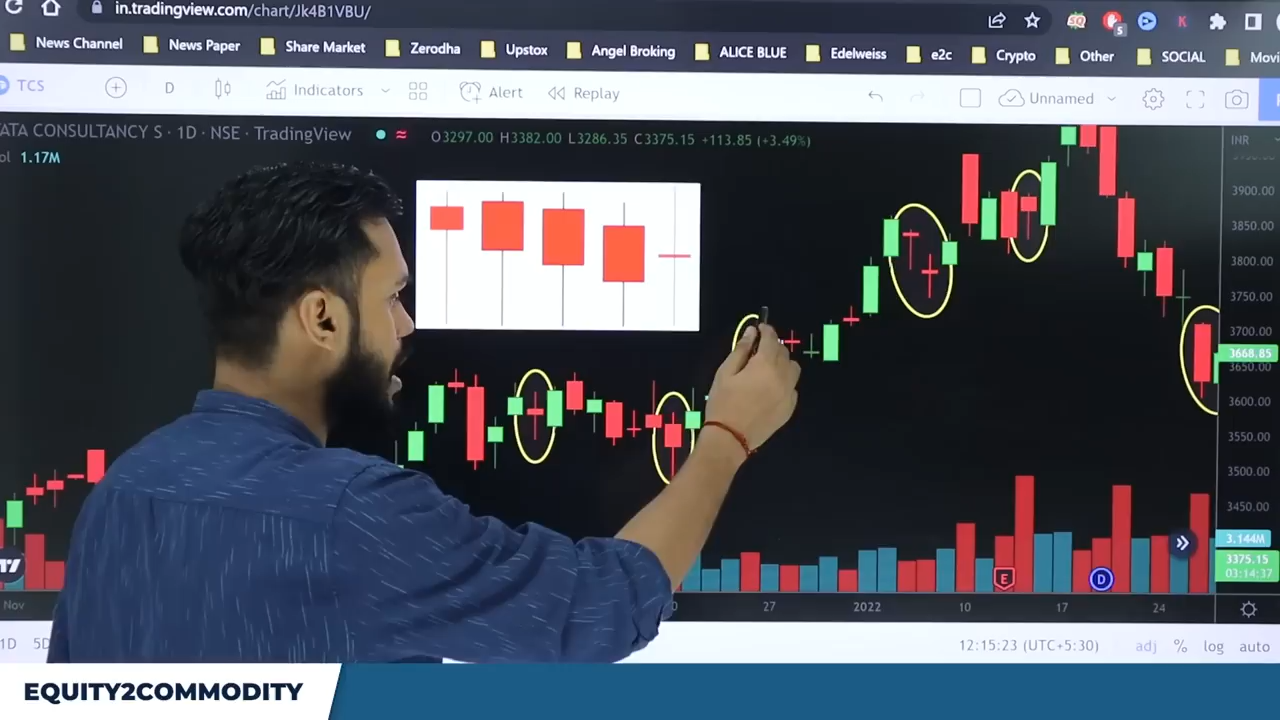 in.tradingview.com/chart/Jk4B1VBU/
SQ
5
K
News Channel News Paper Share Market Zerodha Upstox Angel Broking ALICE BLUE Edelweiss e2c Crypto Other SOCIAL Movi
TCS D Indicators Alert Replay Unnamed
ATA CONSULTANCY S · 1D · NSE · TradingView O3297.00 H3382.00 L3286.35 C3375.15 +113.85 (+3.49%) INR
ol 1.17M
3900.00
3850.00
3800.00
3750.00
3700.00
3668.85
3650.00
3600.00
3550.00
3500.00
3450.00
3.144M
3375.15
03:14:37
E
D
Nov 27 2022 10 17 24
1D 5D 12:15:23 (UTC+5:30) adj % log auto
EQUITY2COMMODITY